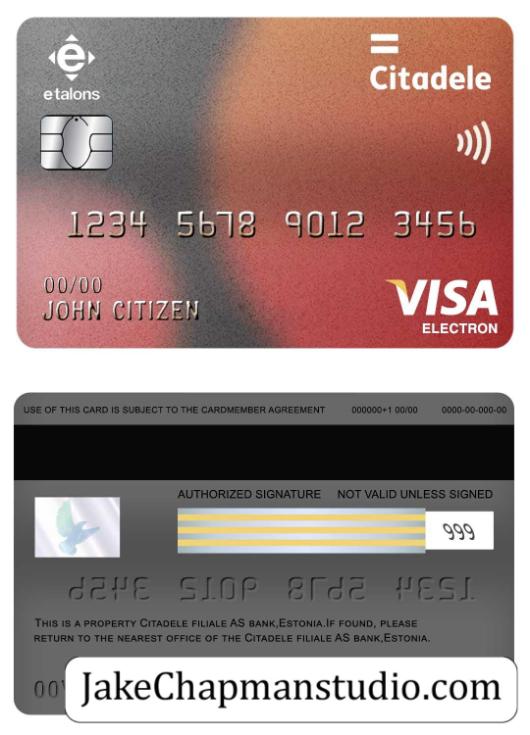 e
etalons
Citadele
1234 5678 9012 3456
00/00
JOHN CITIZEN
VISA
ELECTRON
USE OF THIS CARD IS SUBJECT TO THE CARDMEMBER AGREEMENT 000000+1 00/00 0000-00-000-00
AUTHORIZED SIGNATURE NOT VALID UNLESS SIGNED
999
THIS IS A PROPERTY CITADELE FILIALE AS BANK,ESTONIA.IF FOUND, PLEASE
RETURN TO THE NEAREST OFFICE OF THE CITADELE FILIALE AS BANK,ESTONIA.
JakeChapmanstudio.com